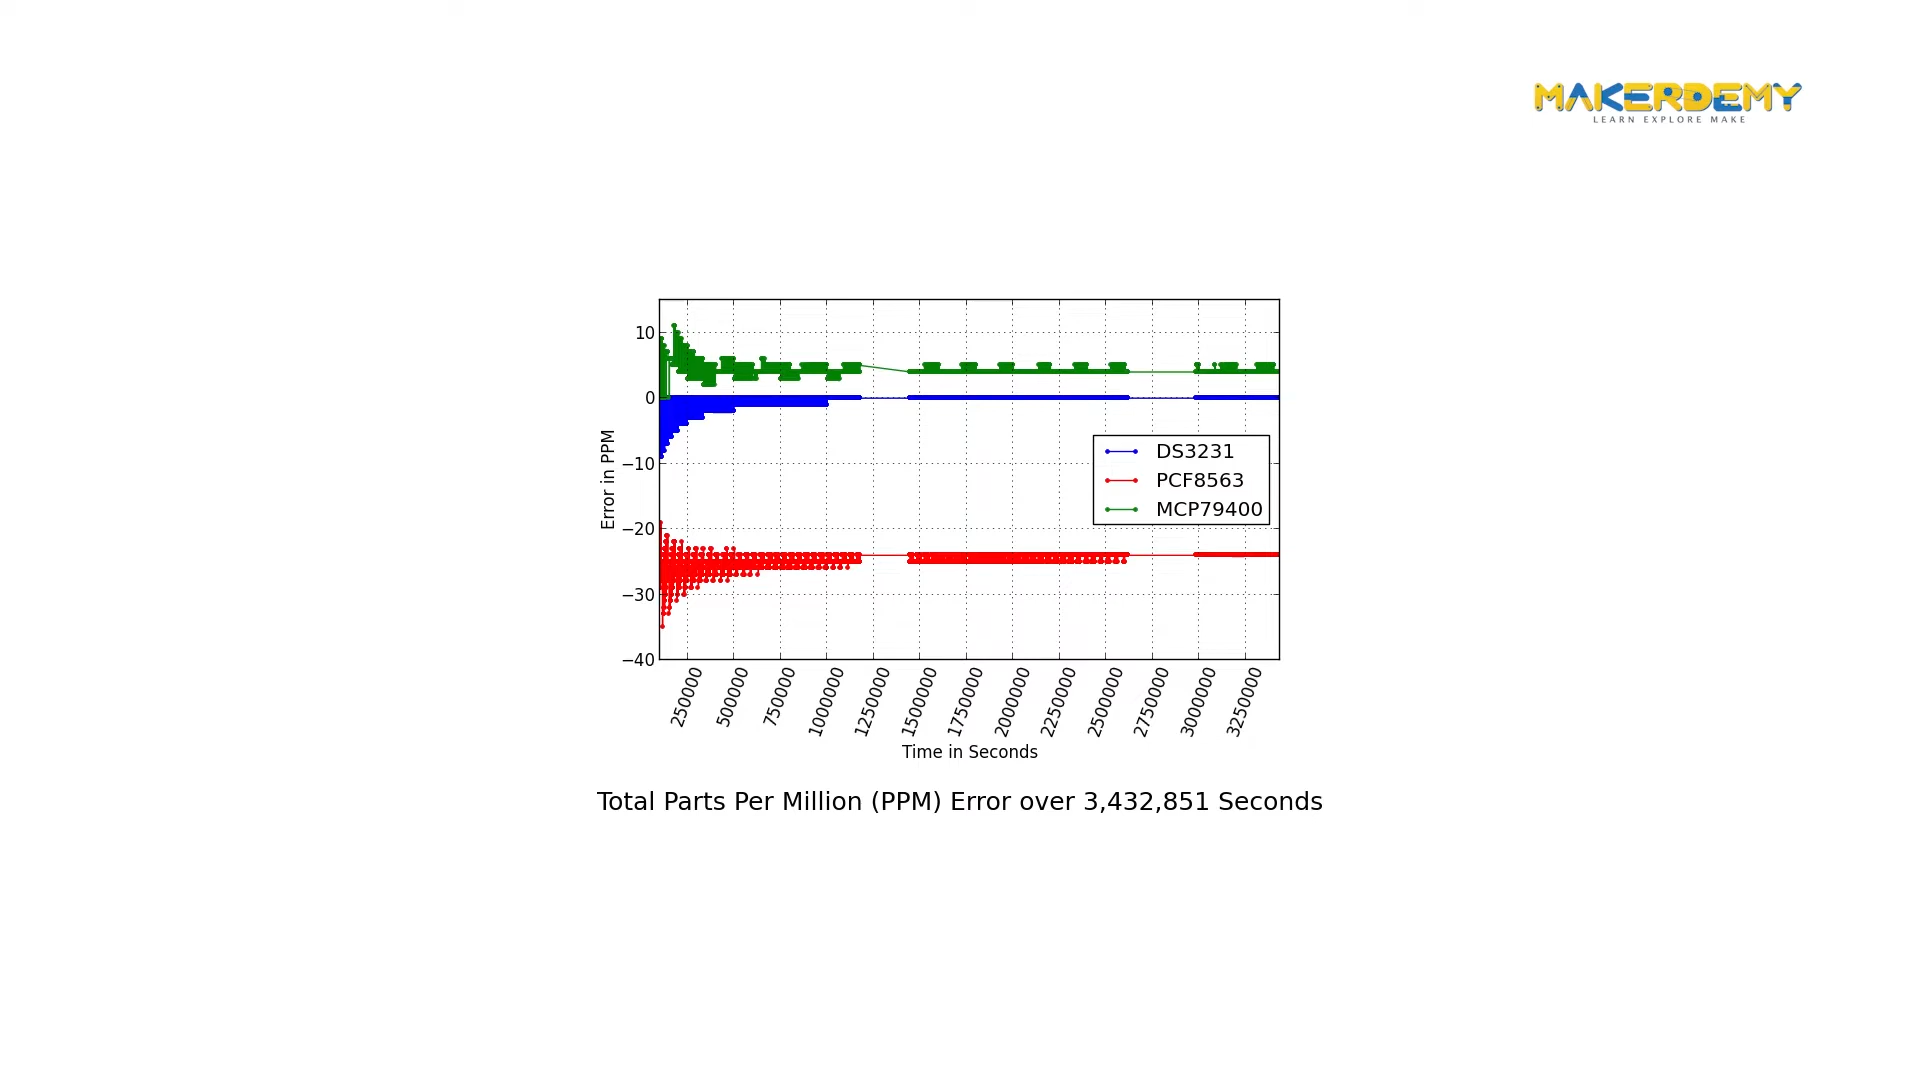 MAKERDEMY
LEARN EXPLORE MAKE
10
0
−10
−20
−30
−40
Error in PPM
DS3231
PCF8563
MCP79400
250000
500000
750000
1000000
1250000
1500000
1750000
2000000
2250000
2500000
2750000
3000000
3250000
Time in Seconds
Total Parts Per Million (PPM) Error over 3,432,851 Seconds